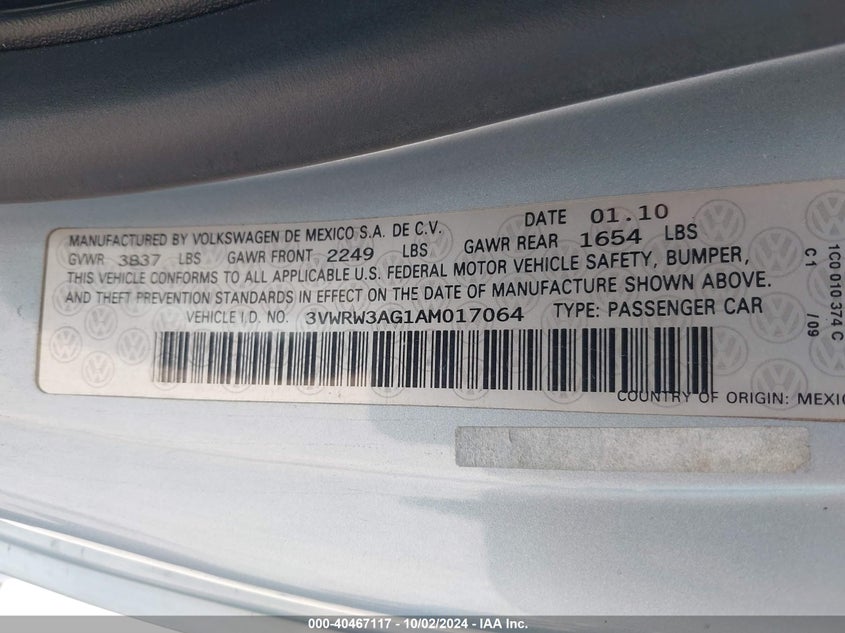 MANUFACTURED BY VOLKSWAGEN DE MEXICO S.A. DE C.V. DATE 01.10
GVWR 3837 LBS GAWR FRONT 2249 LBS GAWR REAR 1654 LBS
THIS VEHICLE CONFORMS TO ALL APPLICABLE U.S. FEDERAL MOTOR VEHICLE SAFETY, BUMPER,
AND THEFT PREVENTION STANDARDS IN EFFECT ON THE DATE OF MANUFACTURE SHOWN ABOVE.
VEHICLE I.D. NO. 3VWRW3AG1AM017064 TYPE: PASSENGER CAR
COUNTRY OF ORIGIN: MEXIC
1C0 010 374 C
C1 /09
000-40467117 - 10/02/2024 - IAA Inc.